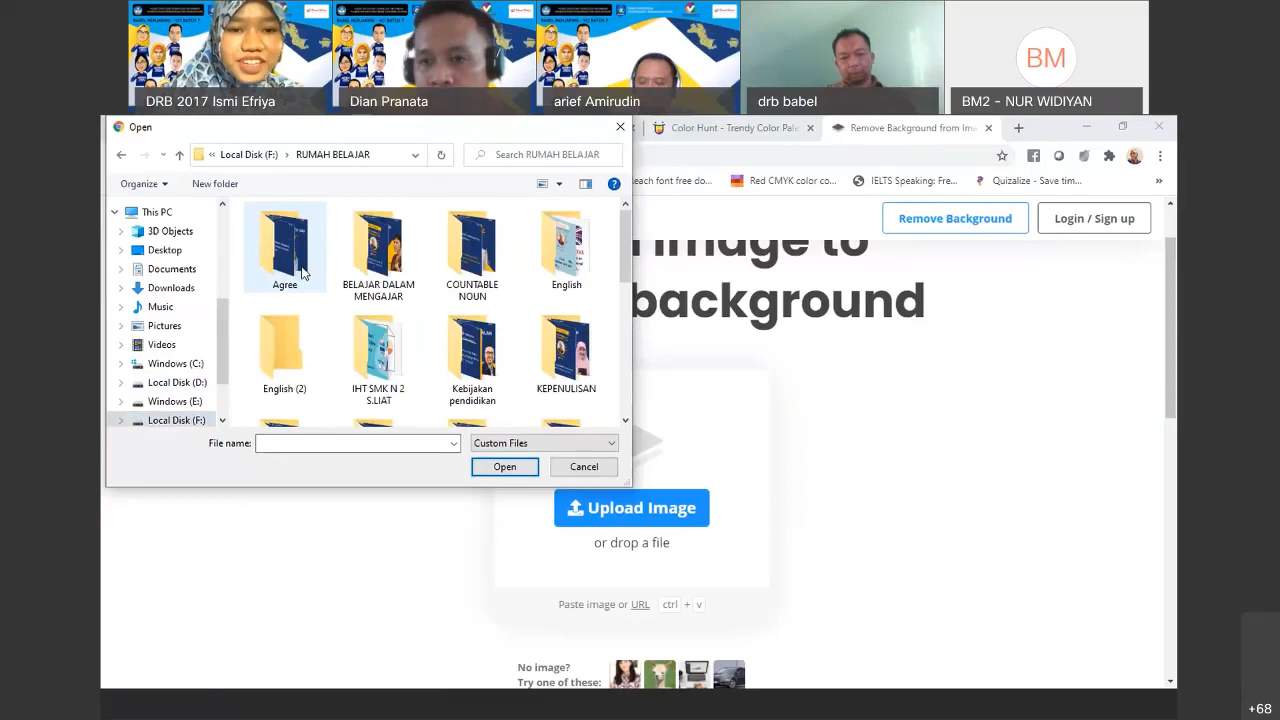 BM
DRB 2017 Ismi Efriya
Dian Pranata
arief Amirudin
drb babel
BM2 - NUR WIDIYAN
Open
Color Hunt - Trendy Color Pale
Remove Background from Ima
Local Disk (F:) RUMAH BELAJAR
Search RUMAH BELAJAR
each font free do...
Red CMYK color co...
IELTS Speaking: Fre...
Quizalize - Save tim...
Organize
New folder
Remove Background
Login / Sign up
This PC
3D Objects
Desktop
Documents
Downloads
Music
Pictures
Videos
Windows (C:)
Local Disk (D:)
Windows (E:)
Local Disk (F:)
Agree
BELAJAR DALAM
MENGAJAR
COUNTABLE
NOUN
English
English (2)
IHT SMK N 2
S.LIAT
Kebijakan
pendidikan
KEPENULISAN
image to
background
File name:
Custom Files
Open
Cancel
Upload Image
or drop a file
Paste image or URL ctrl + v
No image?
Try one of these:
+68